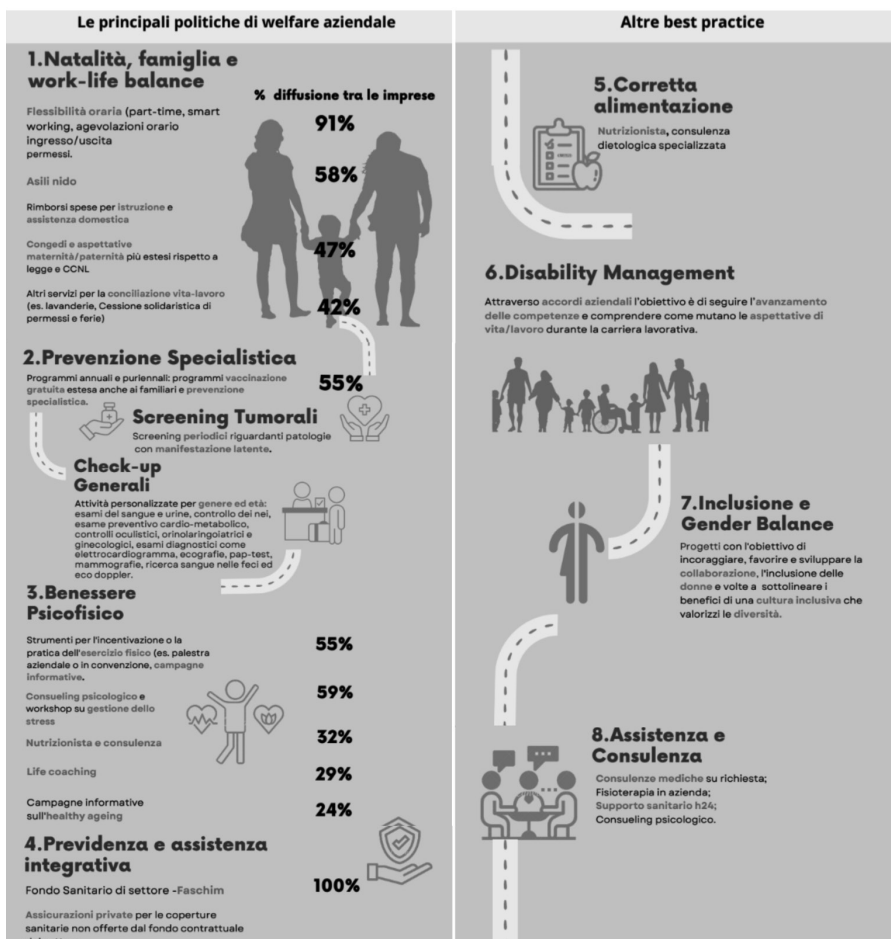 Le principali politiche di welfare aziendale
1.Natalità, famiglia e
work-life balance
% diffusione tra le imprese
Flessibilità oraria (part-time, smart
working, agevolazioni orario
ingresso/uscita
permessi.
91%
Asili nido
58%
Rimborsi spese per istruzione e
assistenza domestica
Congedi e aspettative
maternità/paternità più estesi rispetto a
legge e CCNL
47%
Altri servizi per la conciliazione vita-lavoro
(es. lavanderie, Cessione solidaristica di
permessi e ferie)
42%
2.Prevenzione Specialistica
Programmi annuali e puriennali: programmi vaccinazione
gratuita estesa anche ai familiari e prevenzione
specialistica.
55%
Screening Tumorali
Screening periodici riguardanti patologie
con manifestazione latente.
Check-up
Generali
Attività personalizzate per genere ed età:
esami del sangue e urine, controllo dei nei,
esame preventivo cardio-metabolico,
controlli oculistici, orinolaringoiatrici e
ginecologici, esami diagnostici come
elettrocardiogramma, ecografie, pap-test,
mammografie, ricerca sangue nelle feci ed
eco doppler.
3.Benessere
Psicofisico
Strumenti per l'incentivazione o la
pratica dell'esercizio fisico (es. palestra
aziendale o in convenzione, campagne
informative.
55%
Consueling psicologico e
workshop su gestione dello
stress
59%
Nutrizionista e consulenza
32%
Life coaching
29%
Campagne informative
sull'healthy ageing
24%
4.Previdenza e assistenza
integrativa
Fondo Sanitario di settore -Faschim
100%
Assicurazioni private per le coperture
sanitarie non offerte dal fondo contrattuale
Altre best practice
5.Corretta
alimentazione
Nutrizionista, consulenza
dietologica specializzata
6.Disability Management
Attraverso accordi aziendali l'obiettivo è di seguire l'avanzamento
delle competenze e comprendere come mutano le aspettative di
vita/lavoro durante la carriera lavorativa.
7.Inclusione e
Gender Balance
Progetti con l'obiettivo di
incoraggiare, favorire e sviluppare la
collaborazione, l'inclusione delle
donne e volte a sottolineare i
benefici di una cultura inclusiva che
valorizzi le diversità.
8.Assistenza e
Consulenza
Consulenze mediche su richiesta;
Fisioterapia in azienda;
Supporto sanitario h24;
Consueling psicologico.